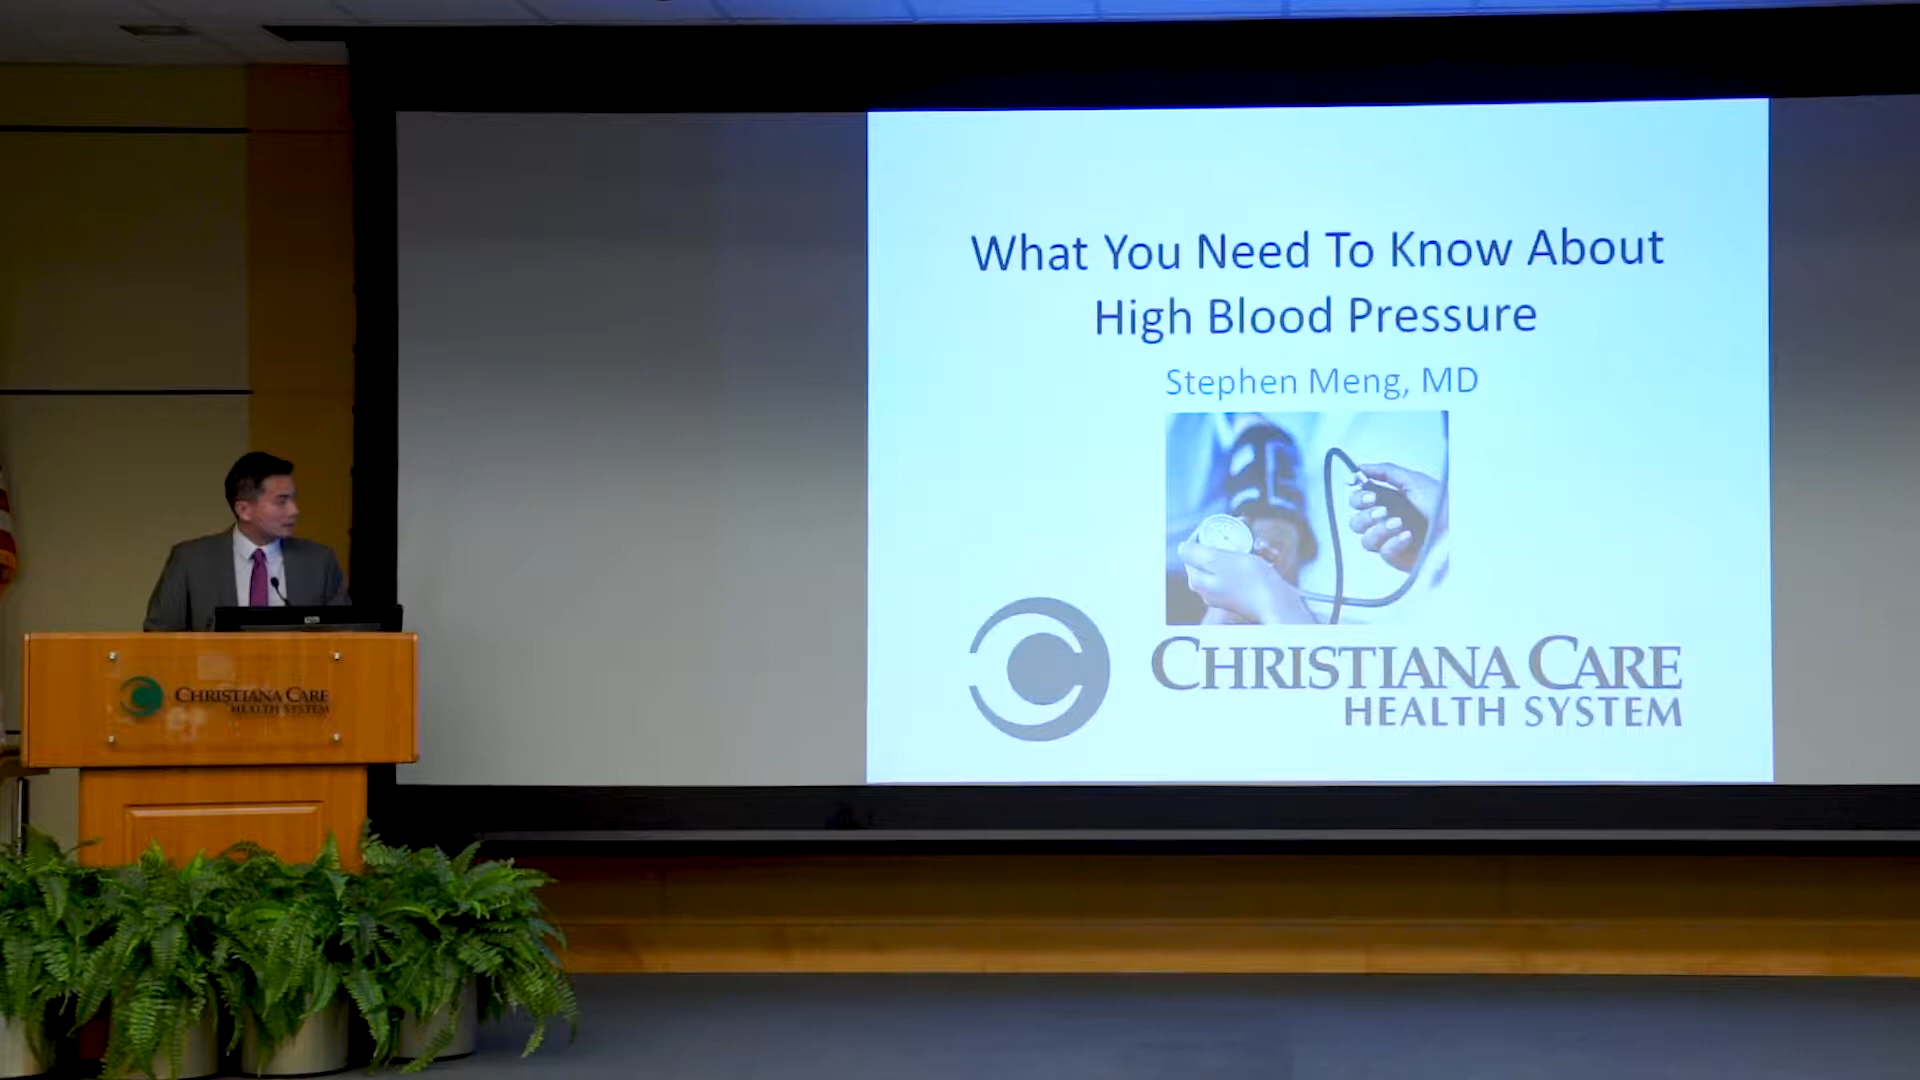 What You Need To Know About
High Blood Pressure
Stephen Meng, MD
CHRISTIANA CARE
HEALTH SYSTEM
CHRISTIANA CARE
HEALTH SYSTEM